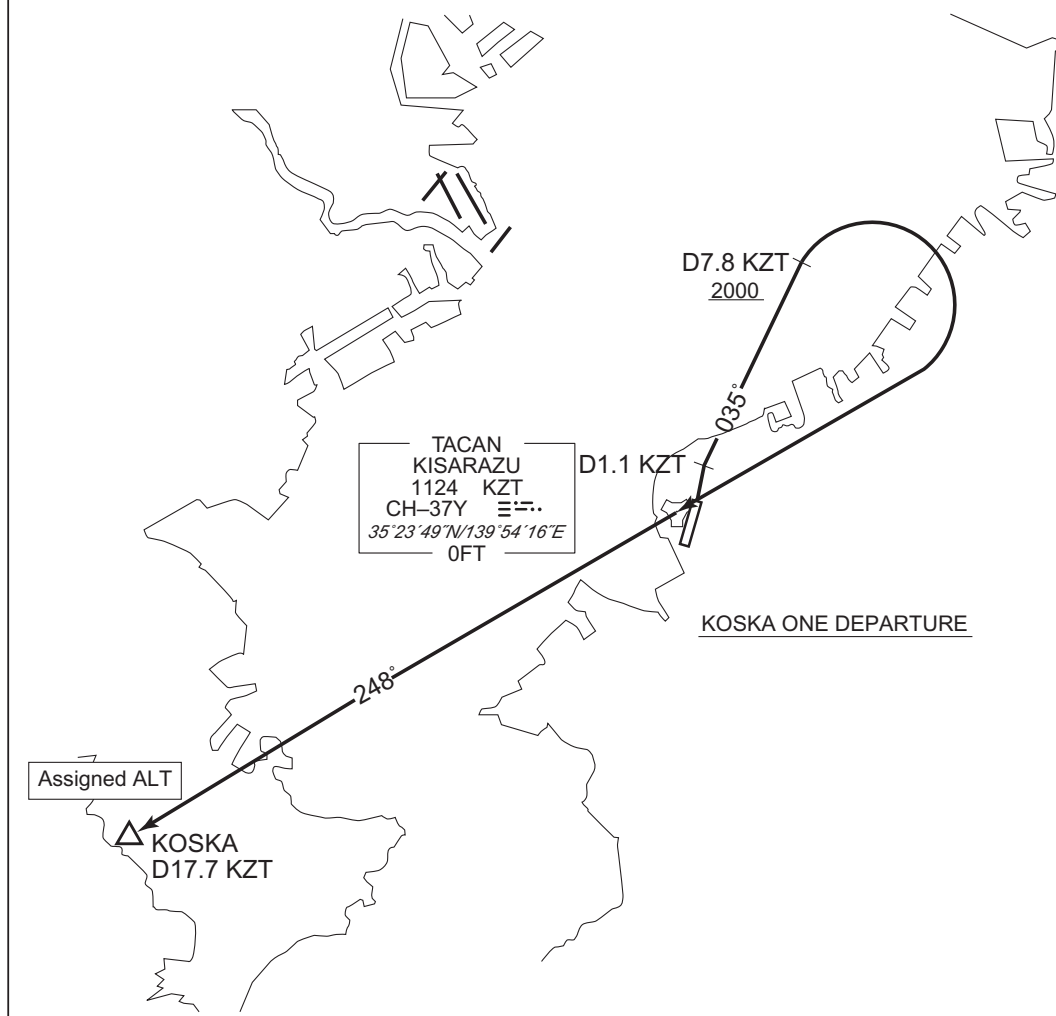 D7.8 KZT
2000
035°
TACAN
KISARAZU
1124 KZT
CH–37Y
35°23´49˝N/139°54´16˝E
0FT
D1.1 KZT
KOSKA ONE DEPARTURE
248°
Assigned ALT
KOSKA
D17.7 KZT